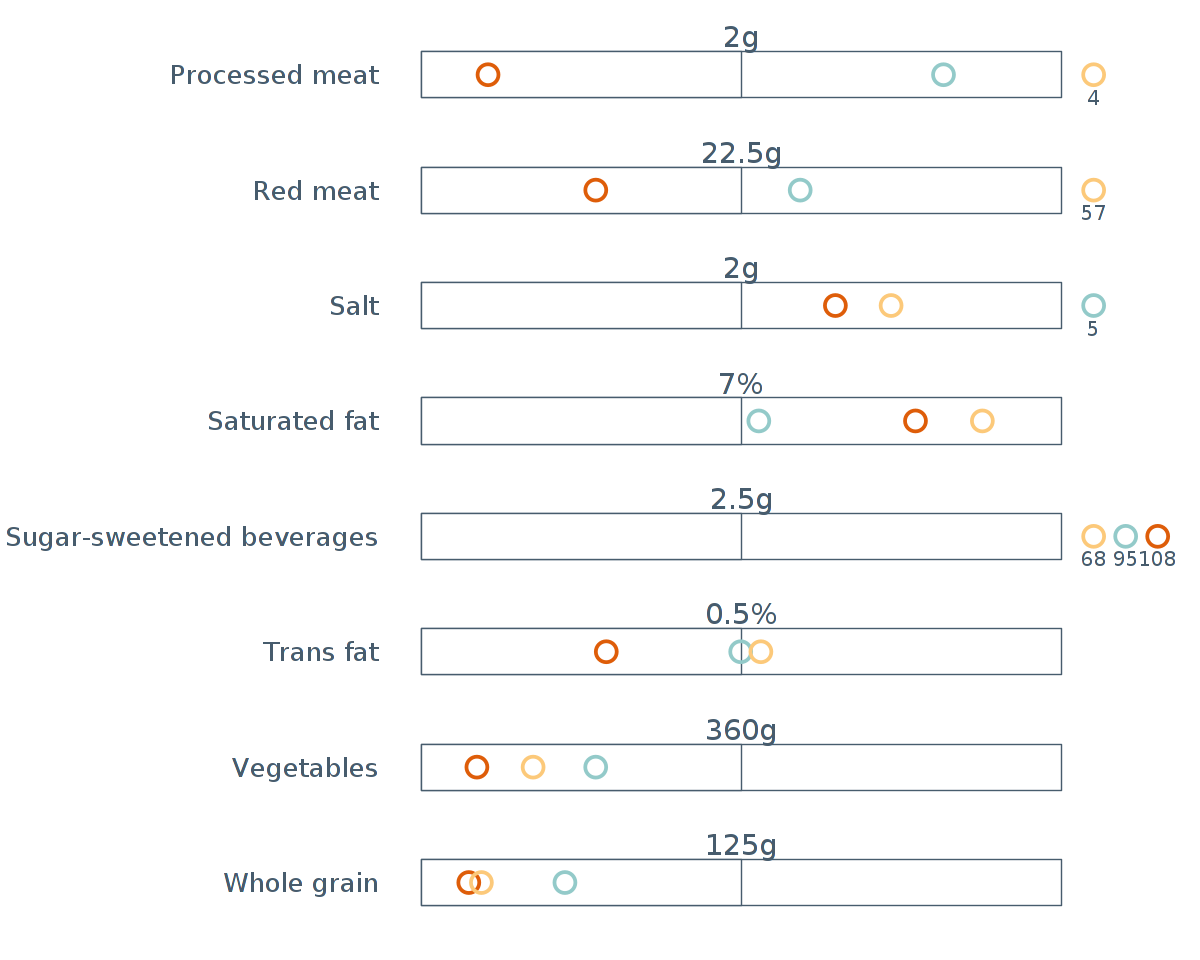 2g
Processed meat
4
22.5g
Red meat
57
2g
Salt
5
7%
Saturated fat
2.5g
Sugar-sweetened beverages
68 95 108
0.5%
Trans fat
360g
Vegetables
125g
Whole grain